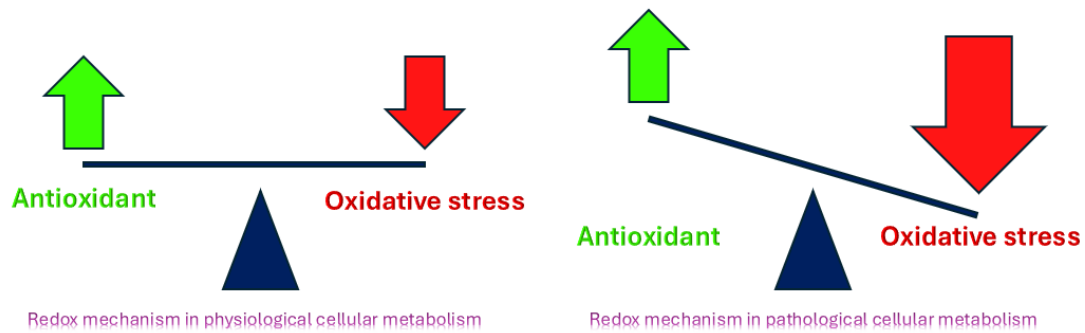 Antioxidant
Oxidative stress
Redox mechanism in physiological cellular metabolism
Antioxidant
Oxidative stress
Redox mechanism in pathological cellular metabolism